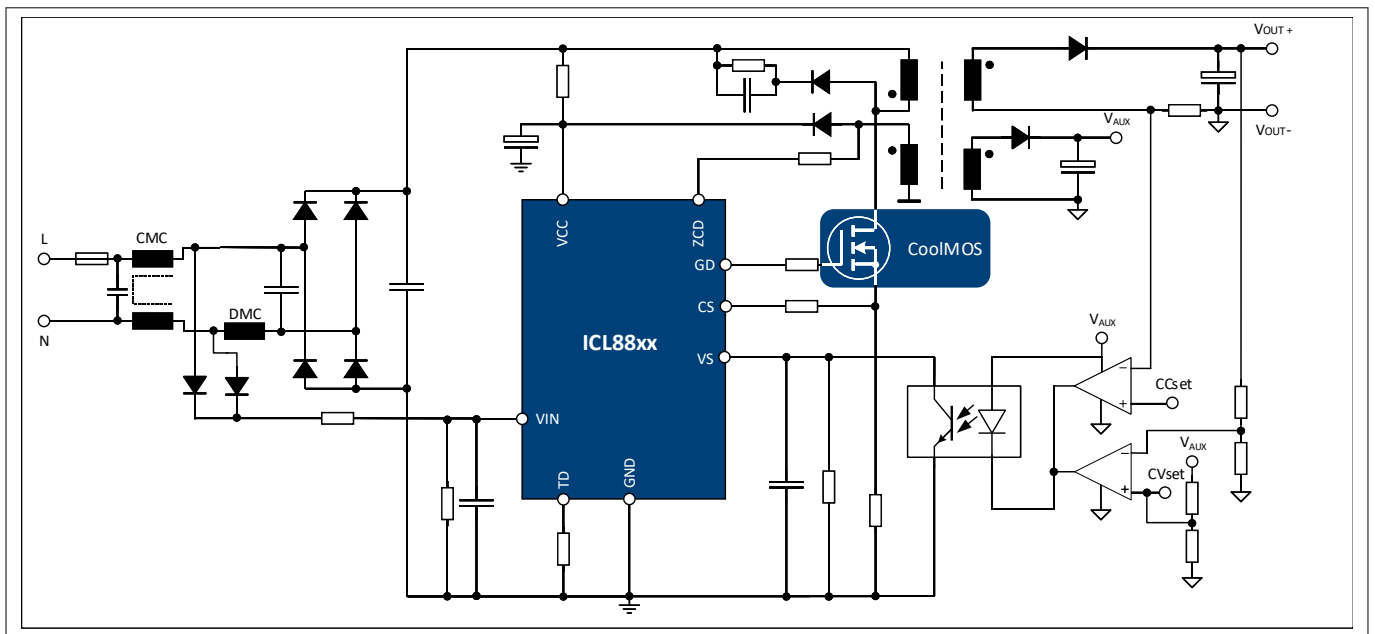 VOUT +
VOUT-
VAUX
VCC
ZCD
L
CMC
GD
CoolMOS
CS
N
DMC
ICL88xx
VS
VAUX
CCset
VIN
VAUX
CVset
TD
GND